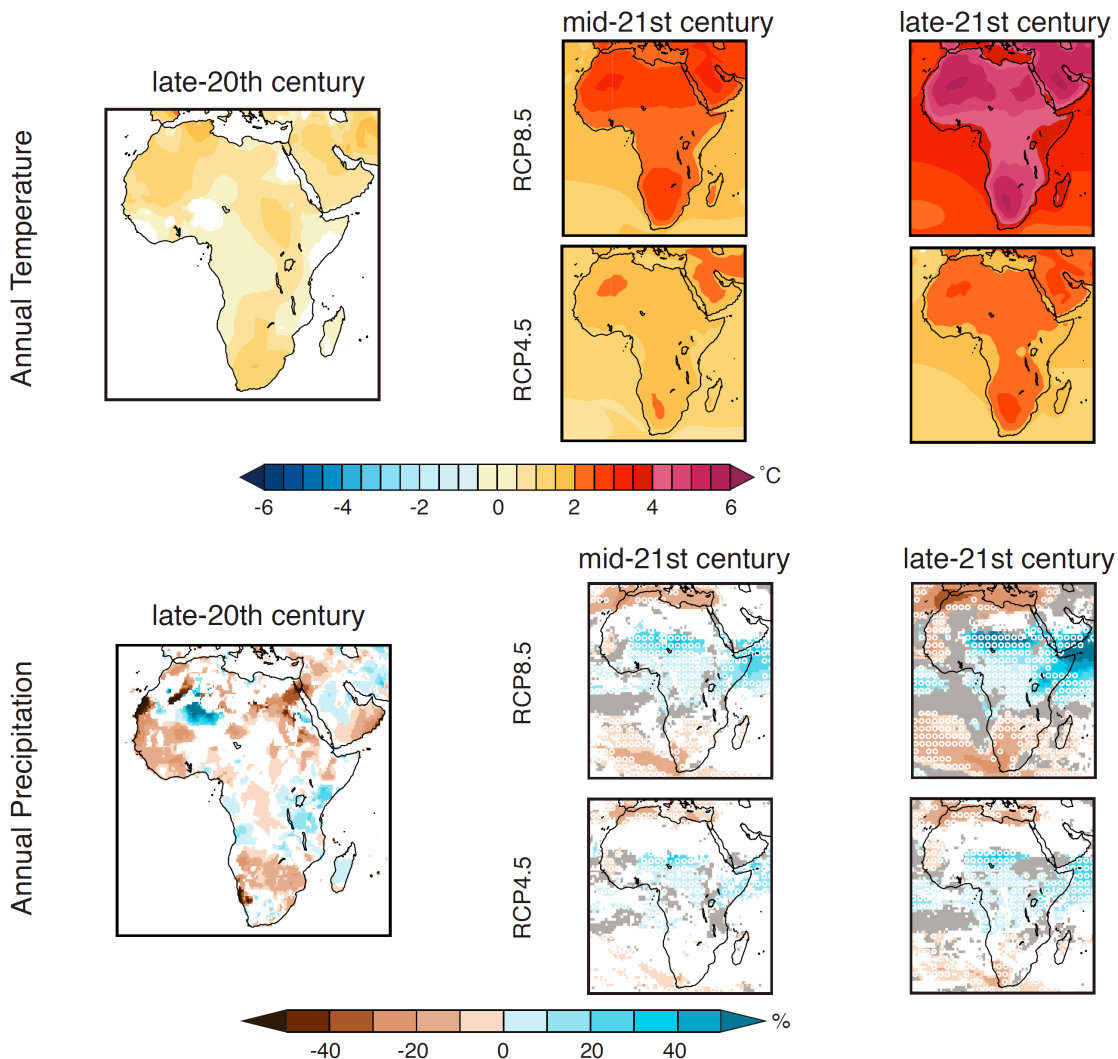 mid-21st century
late-21st century
late-20th century
Annual Temperature
RCP8.5
RCP4.5
-6 -4 -2 0 2 4 6 °C
mid-21st century
late-21st century
late-20th century
Annual Precipitation
RCP8.5
RCP4.5
-40 -20 0 20 40 %